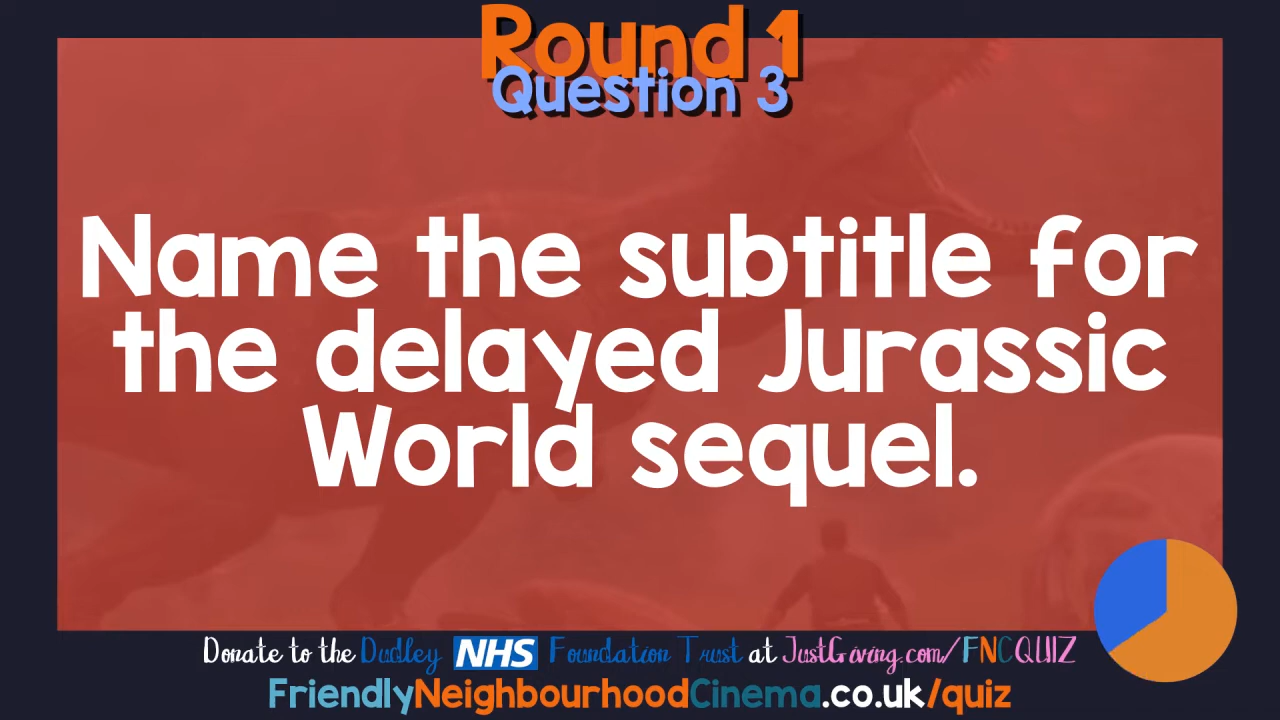 Round 1
Question 3
Name the subtitle for
the delayed Jurassic
World sequel.
Donate to the Dudley NHS Foundation Trust at JustGiving.com/FNCQUIZ
FriendlyNeighbourhoodCinema.co.uk/quiz